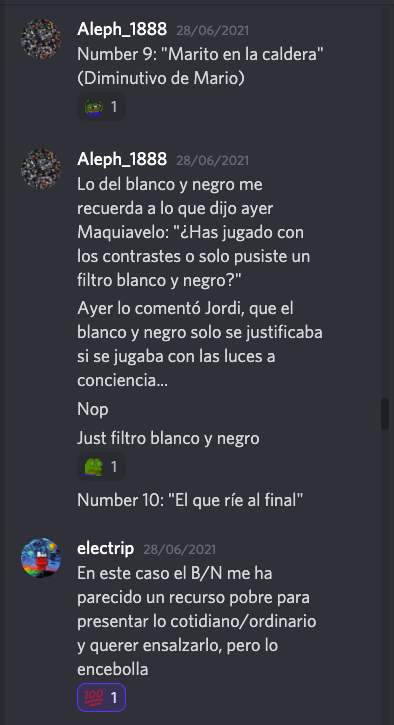 Aleph_1888 28/06/2021
Number 9: "Marito en la caldera"
(Diminutivo de Mario)
1
Aleph_1888 28/06/2021
Lo del blanco y negro me
recuerda a lo que dijo ayer
Maquiavelo: "¿Has jugado con
los contrastes o solo pusiste un
filtro blanco y negro?"
Ayer lo comentó Jordi, que el
blanco y negro solo se justificaba
si se jugaba con las luces a
conciencia...
Nop
Just filtro blanco y negro
1
Number 10: "El que ríe al final"
electrip 28/06/2021
En este caso el B/N me ha
parecido un recurso pobre para
presentar lo cotidiano/ordinario
y querer ensalzarlo, pero lo
encebolla
💯 1